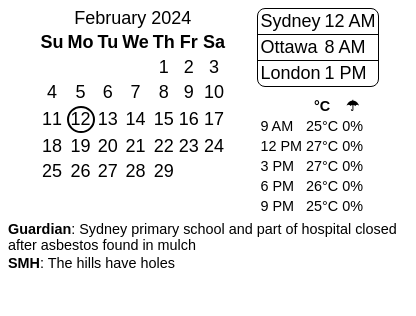 February 2024
Su Mo Tu We Th Fr Sa
1 2 3
4 5 6 7 8 9 10
11 12 13 14 15 16 17
18 19 20 21 22 23 24
25 26 27 28 29
Sydney 12 AM
Ottawa 8 AM
London 1 PM
°C ☂
9 AM 25°C 0%
12 PM 27°C 0%
3 PM 27°C 0%
6 PM 26°C 0%
9 PM 25°C 0%
Guardian: Sydney primary school and part of hospital closed
after asbestos found in mulch
SMH: The hills have holes